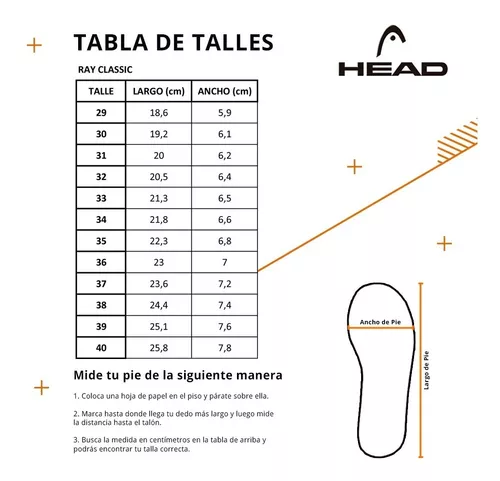 TABLA DE TALLES
HEAD
RAY CLASSIC
TALLE LARGO (cm) ANCHO (cm)
29 18,6 5,9
30 19,2 6,1
31 20 6,2
32 20,5 6,4
33 21,3 6,5
34 21,8 6,6
35 22,3 6,8
36 23 7
37 23,6 7,2
38 24,4 7,4
39 25,1 7,6
40 25,8 7,8
Ancho de Pie
Largo de Pie
Mide tu pie de la siguiente manera
1. Coloca una hoja de papel en el piso y párate sobre ella.
2. Marca hasta donde llega tu dedo más largo y luego mide
la distancia hasta el talón.
3. Busca la medida en centímetros en la tabla de arriba y
podrás encontrar tu talla correcta.